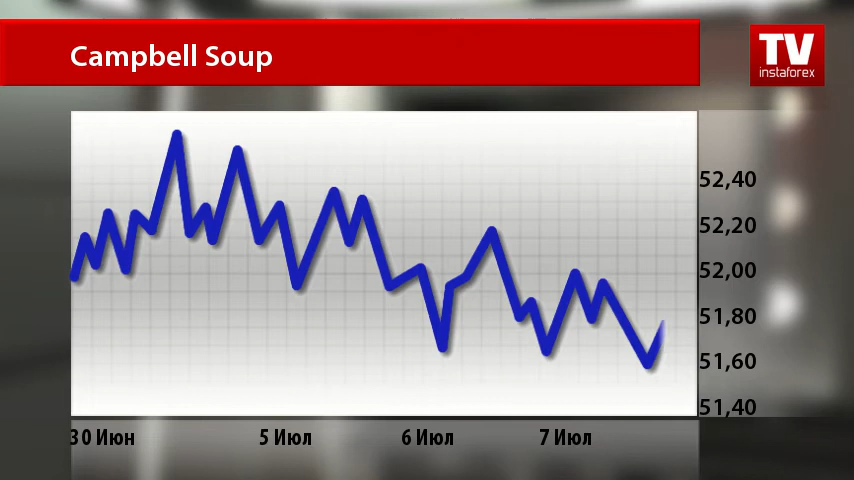 Campbell Soup
TV
instaforex
52,40
52,20
52,00
51,80
51,60
51,40
30 Июн
5 Июл
6 Июл
7 Июл